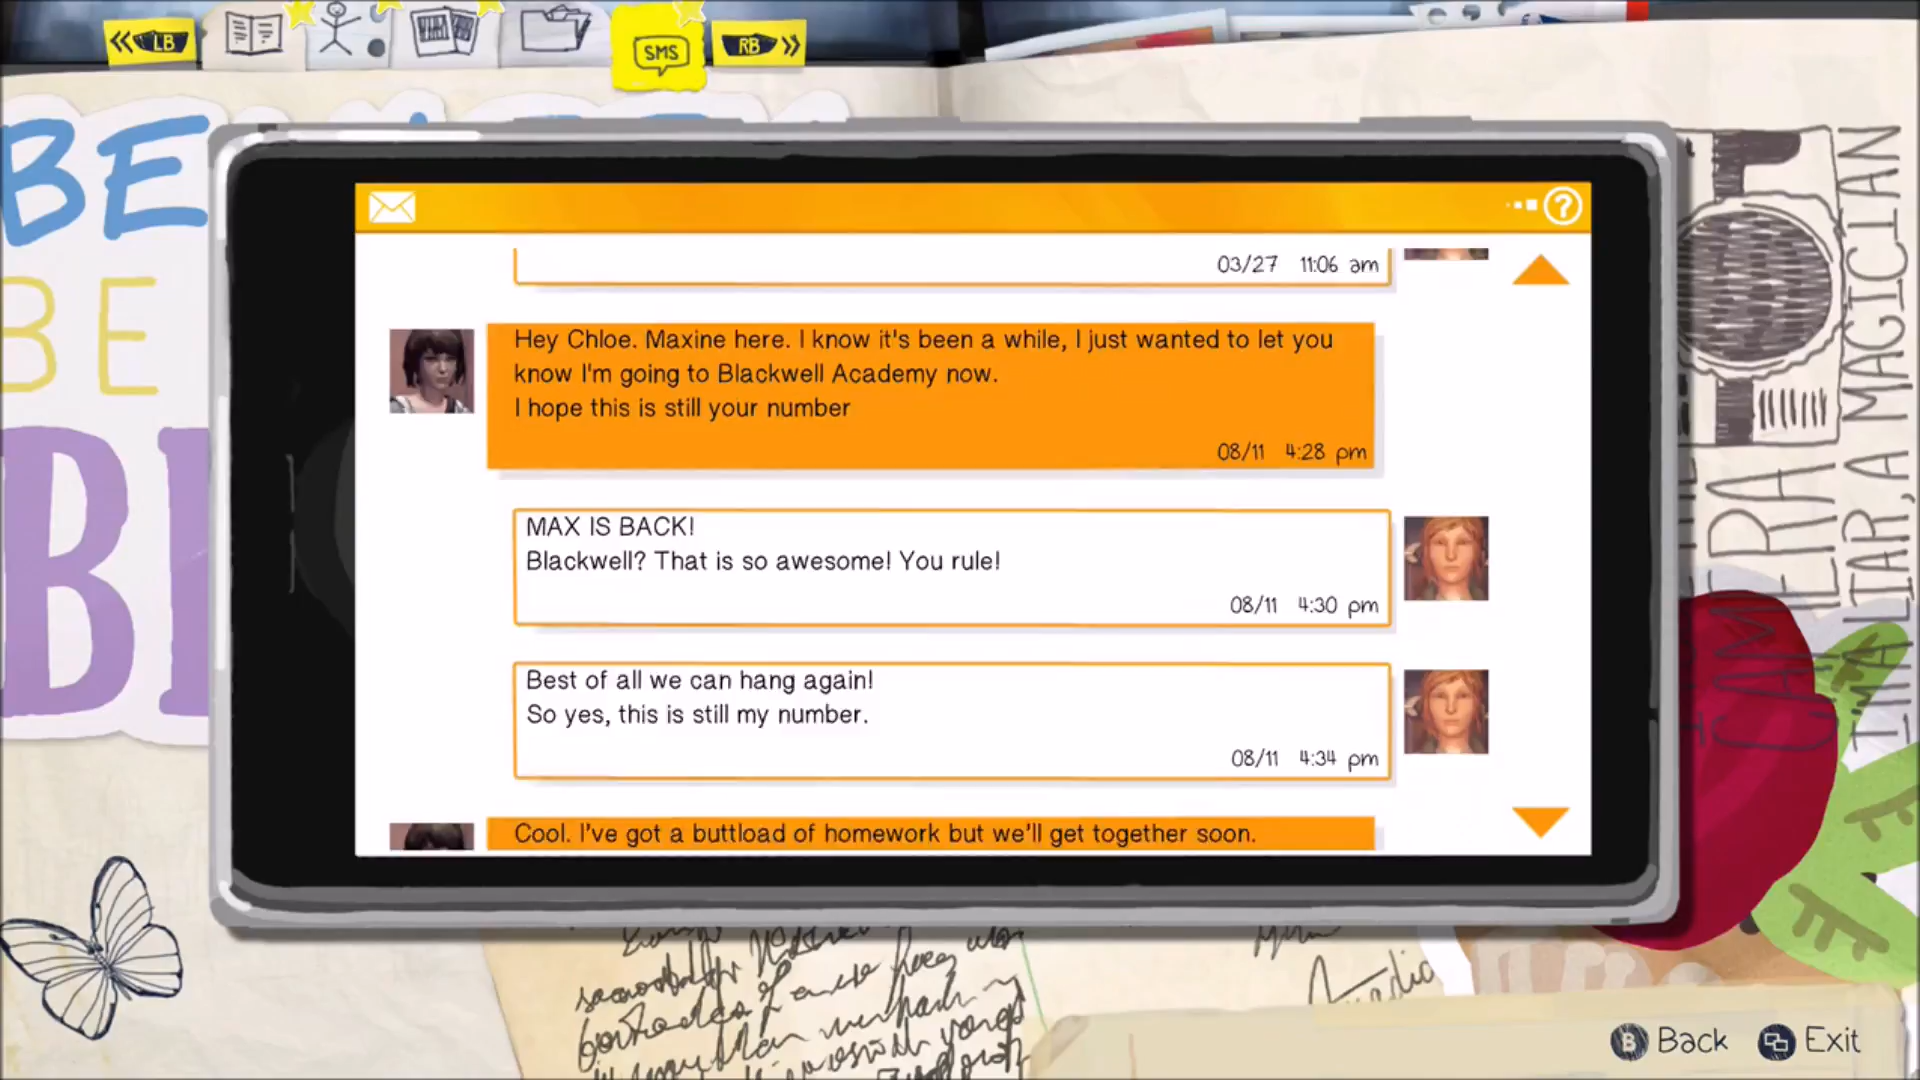 LB
SMS
RB
BE
BE
03/27 11:06 am
Hey Chloe. Maxine here. I know it's been a while, I just wanted to let you
know I'm going to Blackwell Academy now.
I hope this is still your number
08/11 4:28 pm
MAX IS BACK!
Blackwell? That is so awesome! You rule!
08/11 4:30 pm
Best of all we can hang again!
So yes, this is still my number.
08/11 4:34 pm
Cool. I've got a buttload of homework but we'll get together soon.
CAMERA
I'M A LIAR, A MAGICIAN
B Back
Exit